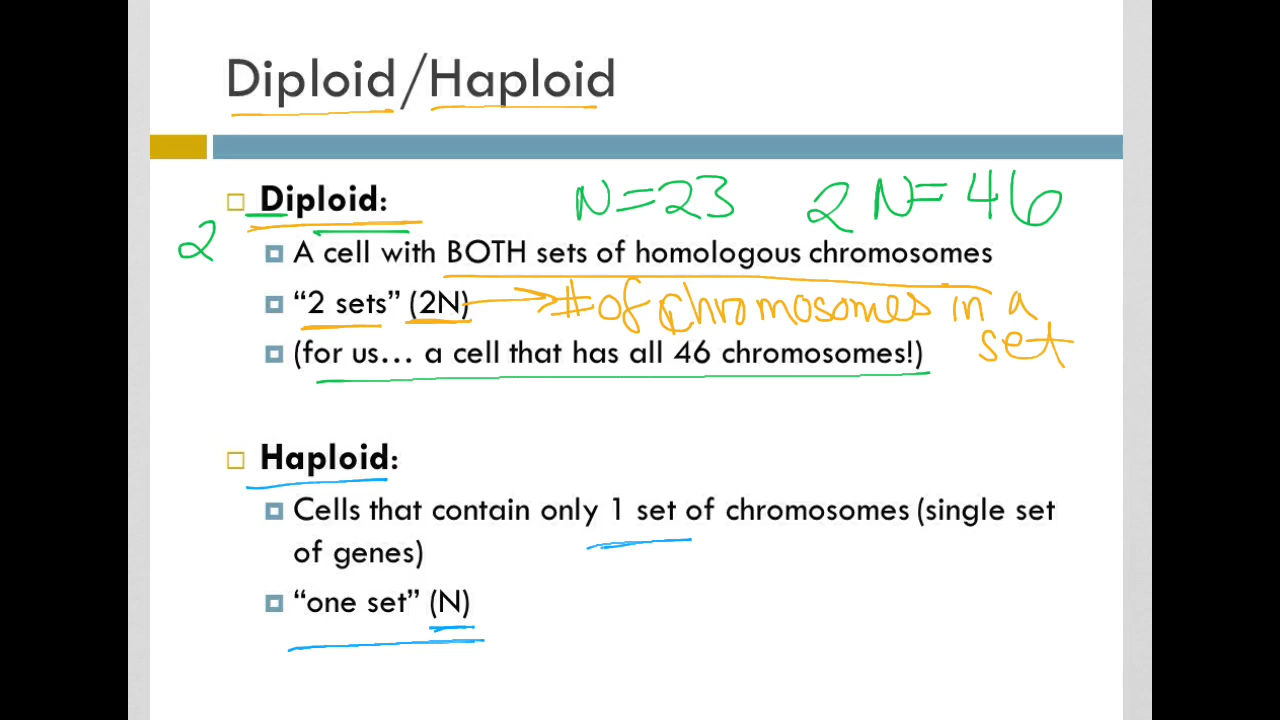 Diploid/Haploid
Diploid:
N=23
2N=46
2
A cell with BOTH sets of homologous chromosomes
“2 sets” (2N)
# of chromosomes in a
set
(for us... a cell that has all 46 chromosomes!)
Haploid:
Cells that contain only 1 set of chromosomes (single set
of genes)
“one set” (N)